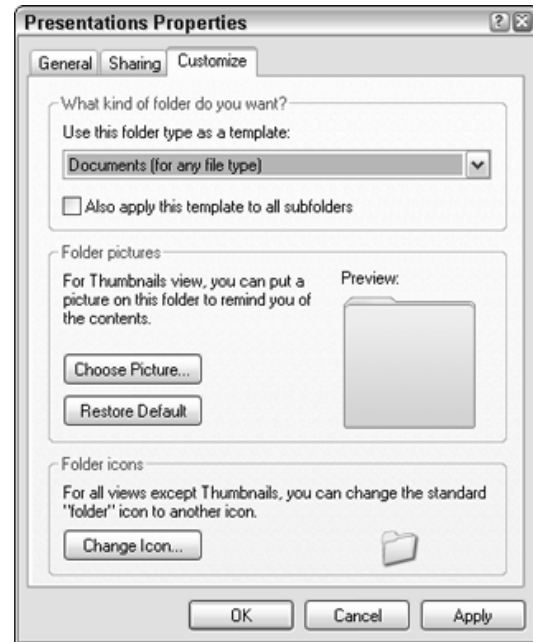 Presentations Properties
General Sharing Customize
What kind of folder do you want?
Use this folder type as a template:
Documents (for any file type)
Also apply this template to all subfolders
Folder pictures
For Thumbnails view, you can put a
picture on this folder to remind you of
the contents.
Preview:
Choose Picture...
Restore Default
Folder icons
For all views except Thumbnails, you can change the standard
"folder" icon to another icon.
Change Icon...
OK Cancel Apply